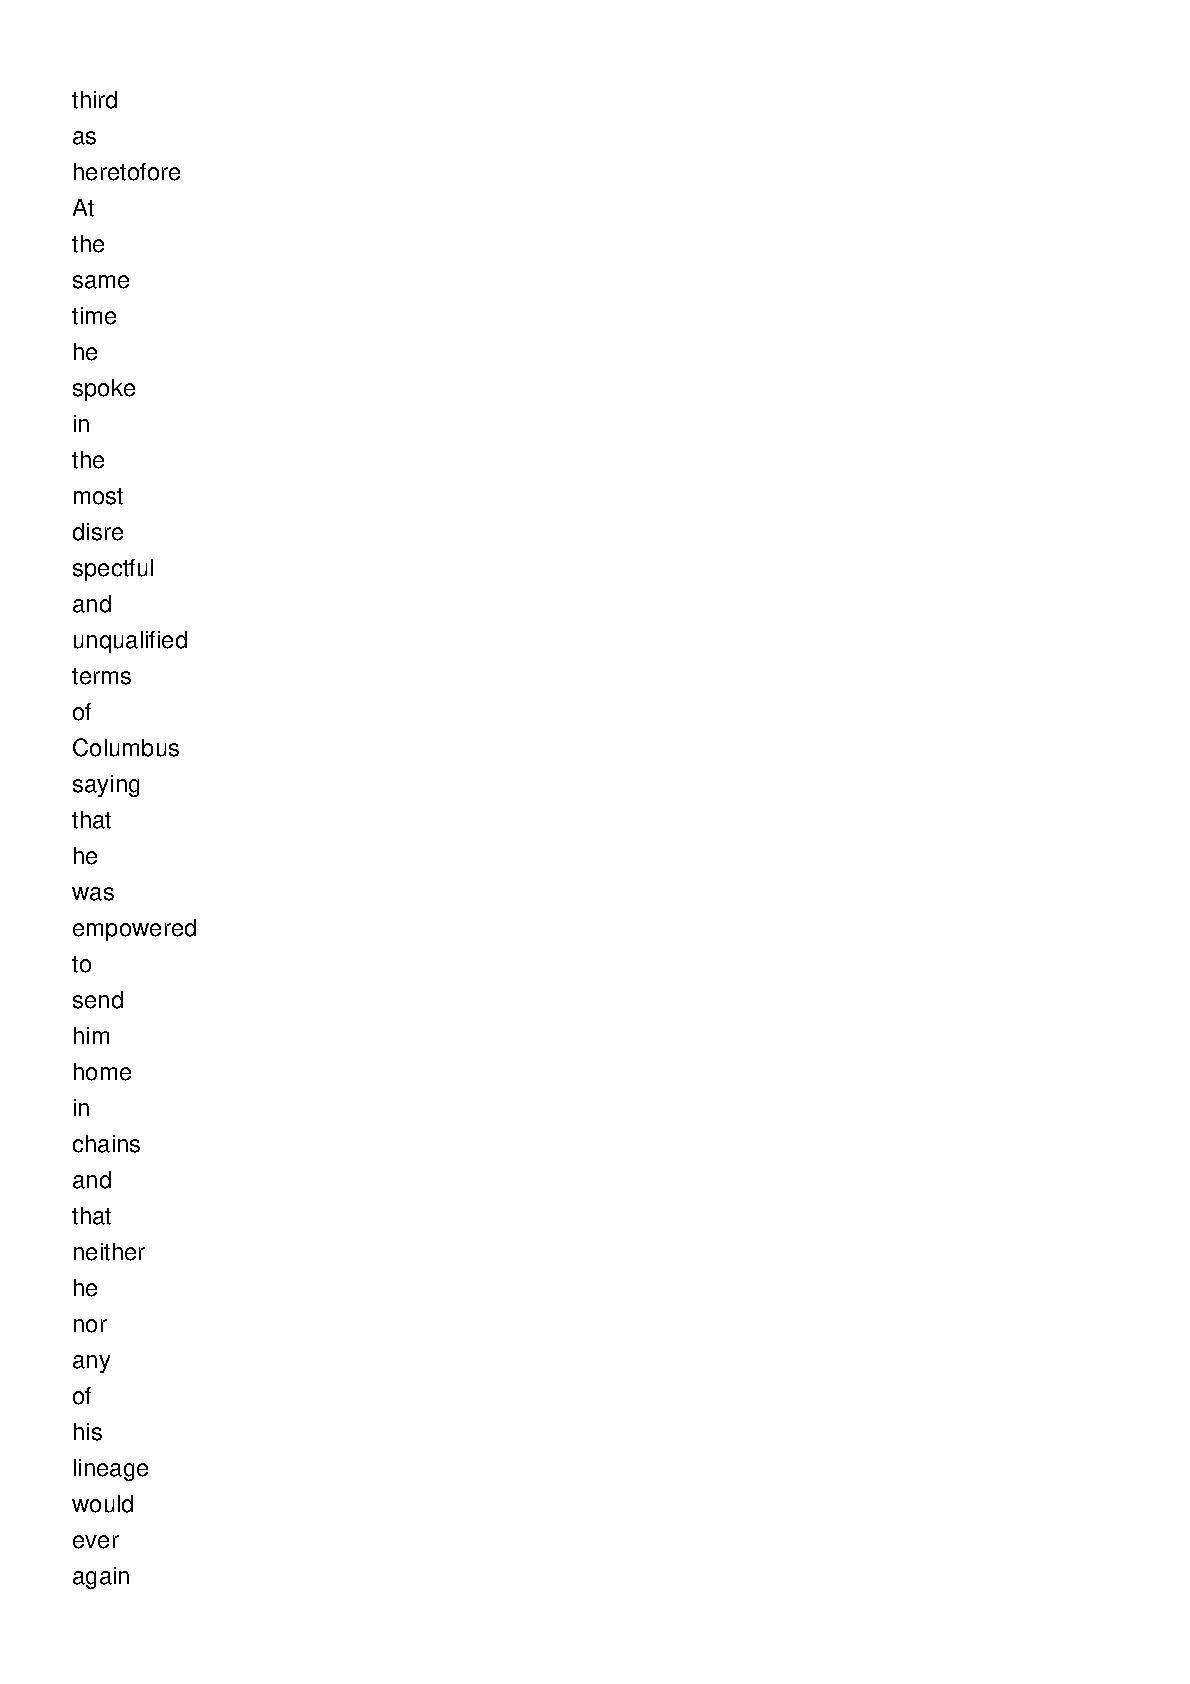 third
as
heretofore
At
the
same
time
he
spoke
in
the
most
disre
spectful
and
unqualified
terms
of
Columbus
saying
that
he
was
empowered
to
send
him
home
in
chains
and
that
neither
he
nor
any
of
his
lineage
would
ever
again